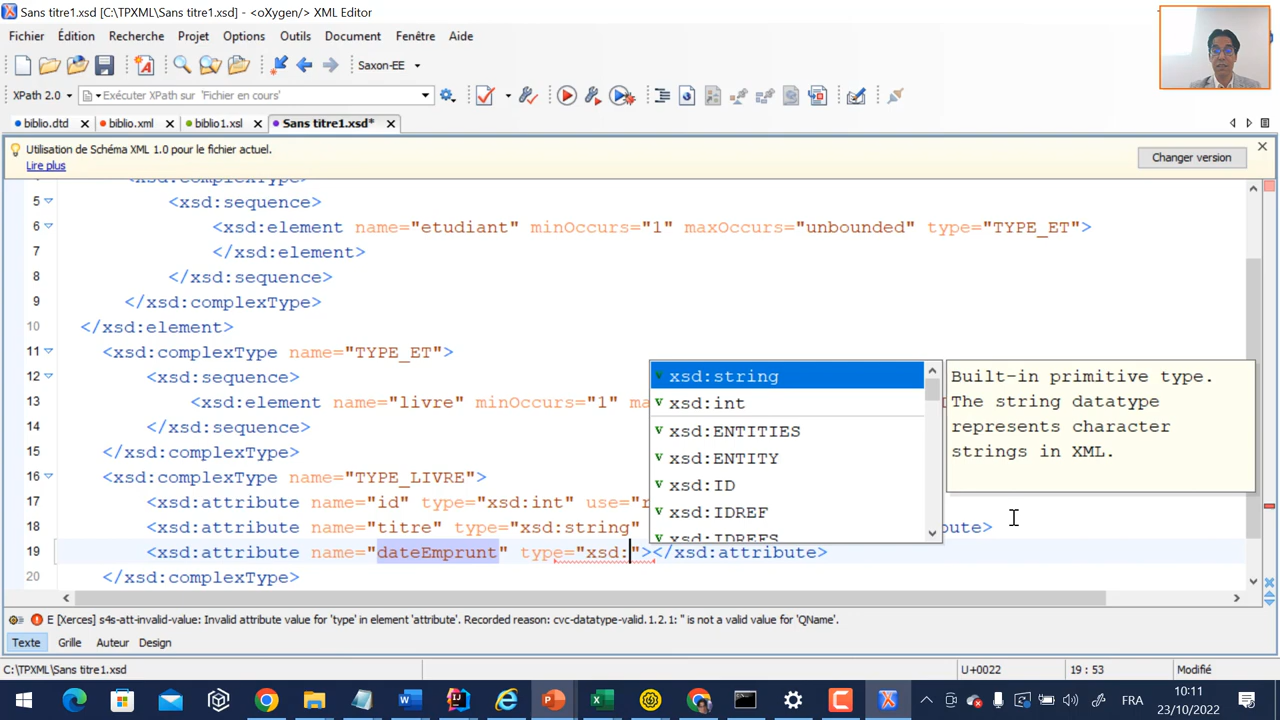 Sans titre1.xsd [C:\TPXML\Sans titre1.xsd] - <oXygen/> XML Editor
Fichier Édition Recherche Projet Options Outils Document Fenêtre Aide
Saxon-EE
XPath 2.0 Exécuter XPath sur 'Fichier en cours'
biblio.dtd biblio.xml biblio1.xsl Sans titre1.xsd*
Utilisation de Schéma XML 1.0 pour le fichier actuel.
Lire plus
Changer version
<xsd:complexType>
5 <xsd:sequence>
6 <xsd:element name="etudiant" minOccurs="1" maxOccurs="unbounded" type="TYPE_ET">
7 </xsd:element>
8 </xsd:sequence>
9 </xsd:complexType>
10 </xsd:element>
11 <xsd:complexType name="TYPE_ET">
12 <xsd:sequence>
13 <xsd:element name="livre" minOccurs="1"
14 </xsd:sequence>
15 </xsd:complexType>
16 <xsd:complexType name="TYPE_LIVRE">
17 <xsd:attribute name="id" type="xsd:int" use="r
18 <xsd:attribute name="titre" type="xsd:string"
19 <xsd:attribute name="dateEmprunt" type="xsd:"></xsd:attribute>
20 </xsd:complexType>
xsd:string
xsd:int
xsd:ENTITIES
xsd:ENTITY
xsd:ID
xsd:IDREF
xsd:IDREFS
Built-in primitive type.
The string datatype
represents character
strings in XML.
E [Xerces] s4s-att-invalid-value: Invalid attribute value for 'type' in element 'attribute'. Recorded reason: cvc-datatype-valid.1.2.1: '' is not a valid value for 'QName'.
Texte Grille Auteur Design
C:\TPXML\Sans titre1.xsd U+0022 19 : 53 Modifié
FRA
10:11
23/10/2022